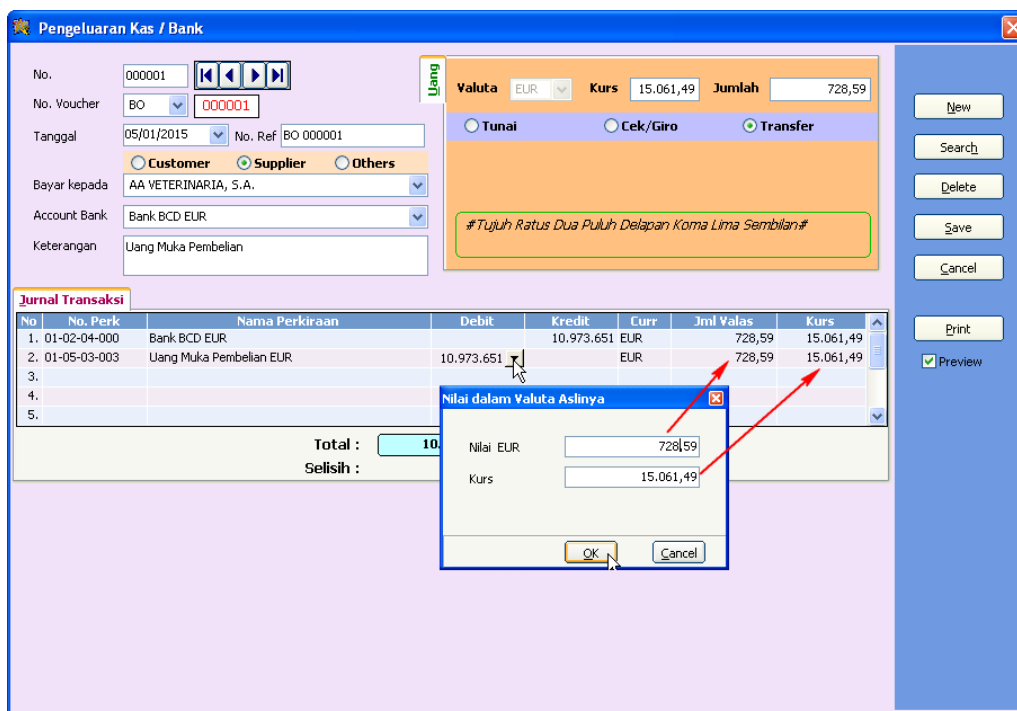 Pengeluaran Kas / Bank
No. 000001
No. Voucher BO 000001
Tanggal 05/01/2015 No. Ref BO 000001
Customer Supplier Others
Bayar kepada AA VETERINARIA, S.A.
Account Bank Bank BCD EUR
Keterangan Uang Muka Pembelian
Uang
Valuta EUR Kurs 15.061,49 Jumlah 728,59
Tunai Cek/Giro Transfer
#Tujuh Ratus Dua Puluh Delapan Koma Lima Sembilan#
New
Search
Delete
Save
Cancel
Print
Preview
Jurnal Transaksi
No No. Perk Nama Perkiraan Debit Kredit Curr Jml Valas Kurs
1. 01-02-04-000 Bank BCD EUR 10.973.651 EUR 728,59 15.061,49
2. 01-05-03-003 Uang Muka Pembelian EUR 10.973.651 EUR 728,59 15.061,49
3.
4.
5.
Total : 10.
Selisih :
Nilai dalam Valuta Aslinya
Nilai EUR 728,59
Kurs 15.061,49
OK Cancel